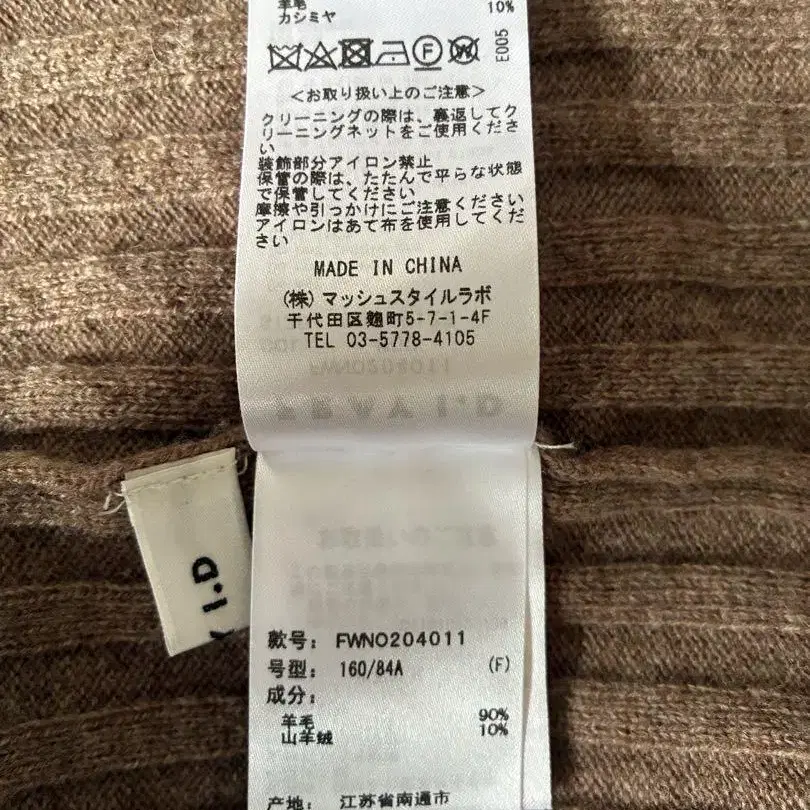 羊毛
カシミヤ 10%
F W
E005
<お取り扱い上のご注意>
クリーニングの際は、裏返してク
リーニングネットをご使用くださ
い
装飾部分アイロン禁止
保管の際は、たたんで平らな状態
で保管してください
摩擦や引っかけにご注意ください
アイロンはあて布を使用してくだ
さい
MADE IN CHINA
(株)マッシュスタイルラボ
千代田区麹町5-7-1-4F
TEL 03-5778-4105
I.D
款号: FWNO204011
号型: 160/84A (F)
成分:
羊毛 90%
山羊绒 10%
产地: 江苏省南通市